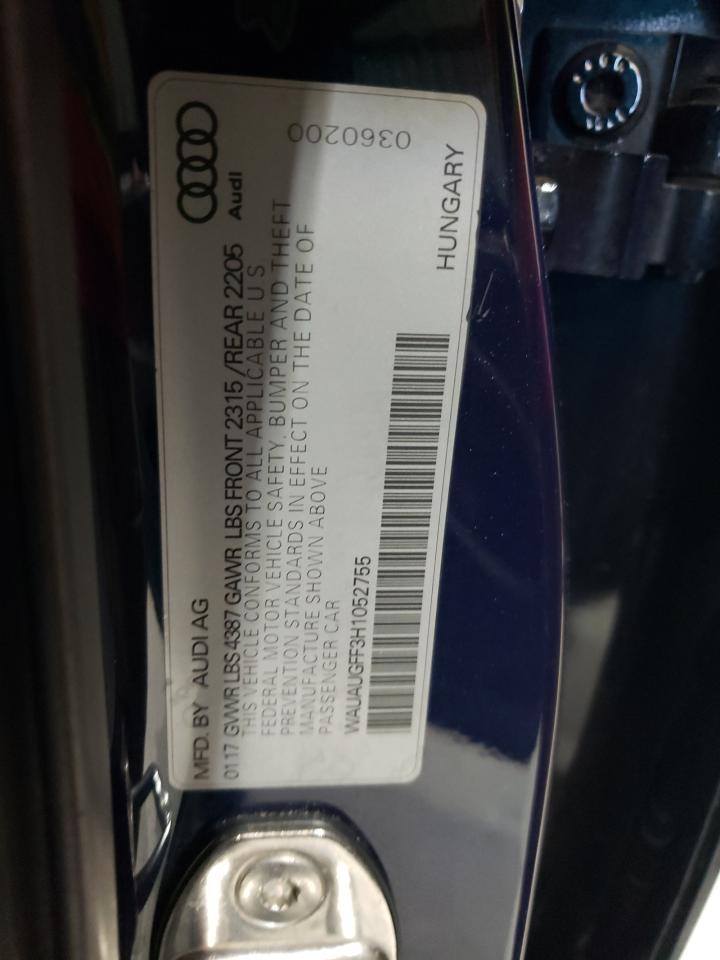 MFD. BY AUDI AG
Audi
01 17 GVWR LBS 4387 GAWR LBS FRONT 2315 /REAR 2205
THIS VEHICLE CONFORMS TO ALL APPLICABLE U S
FEDERAL MOTOR VEHICLE SAFETY, BUMPER AND THEFT
PREVENTION STANDARDS IN EFFECT ON THE DATE OF
MANUFACTURE SHOWN ABOVE
PASSENGER CAR
WAUAUGFF3H1052755
HUNGARY
0360200